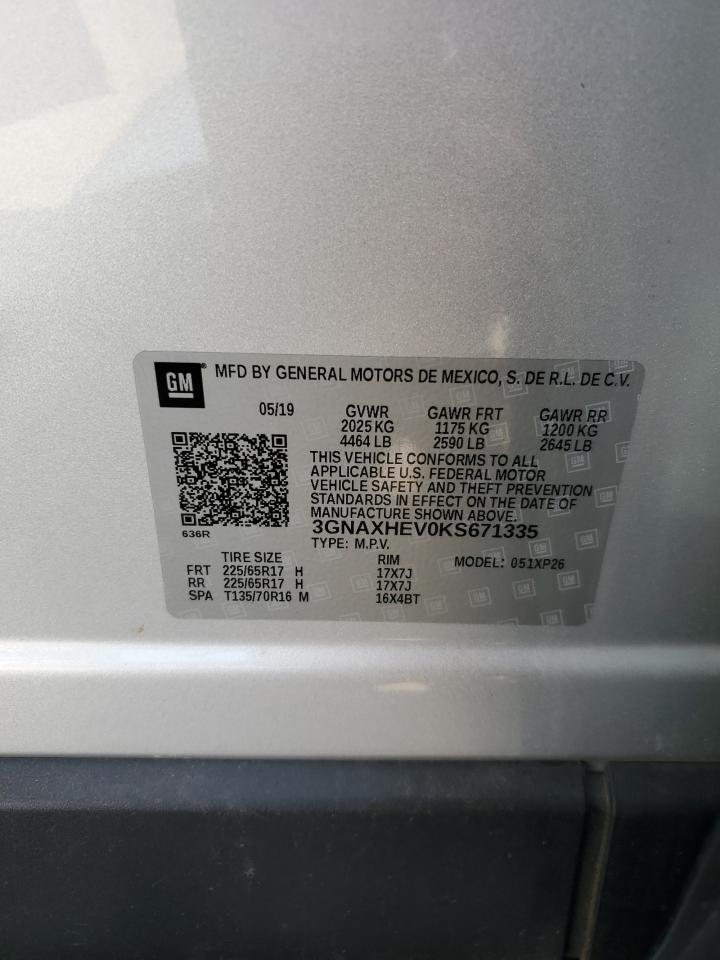 GM ® MFD BY GENERAL MOTORS DE MEXICO, S. DE R.L. DE C.V.
05/19 GVWR GAWR FRT GAWR RR
2025 KG 1175 KG 1200 KG
4464 LB 2590 LB 2645 LB
THIS VEHICLE CONFORMS TO ALL
APPLICABLE U.S. FEDERAL MOTOR
VEHICLE SAFETY AND THEFT PREVENTION
STANDARDS IN EFFECT ON THE DATE OF
MANUFACTURE SHOWN ABOVE.
3GNAXHEV0KS671335
636R TYPE: M.P.V.
TIRE SIZE RIM MODEL: 051XP26
FRT 225/65R17 H 17X7J
RR 225/65R17 H 17X7J
SPA T135/70R16 M 16X4BT